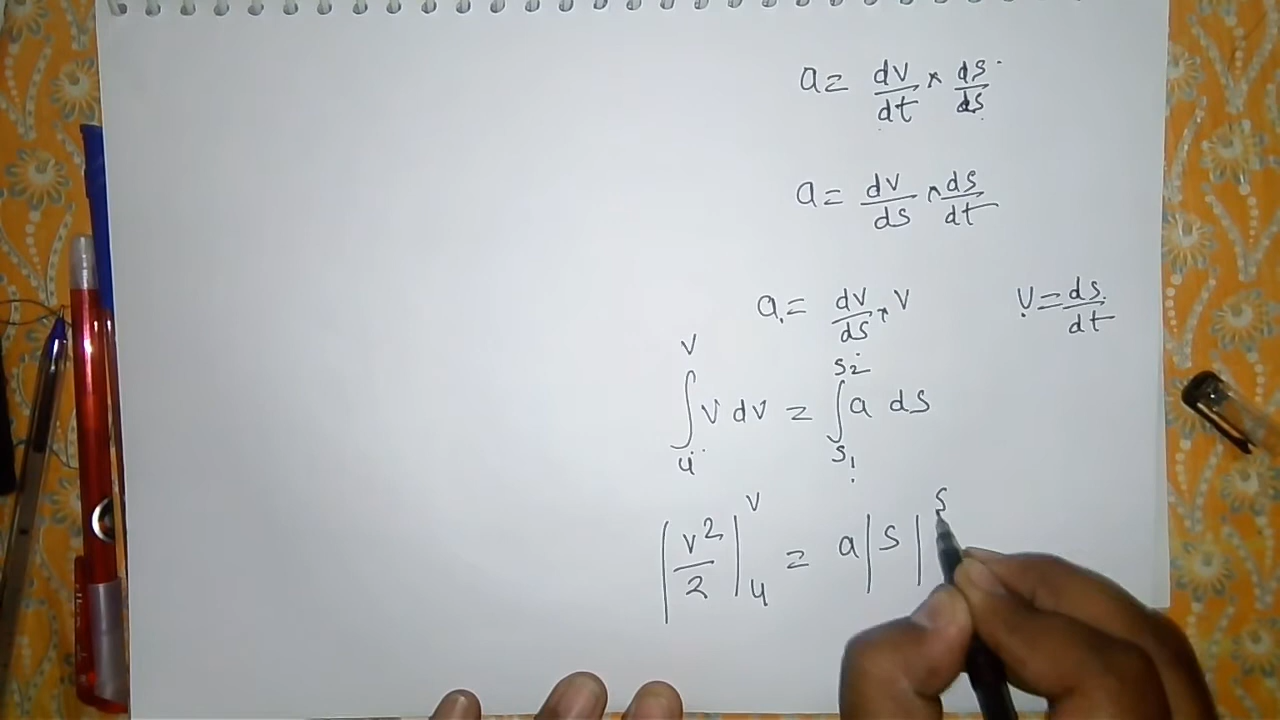 a = dv/dt × ds/ds
a = dv/ds × ds/dt
a = dv/ds × v    v = ds/dt
∫_u^v v dv = ∫_{s1}^{s2} a ds
|v²/2|_u^v = a|s|^s